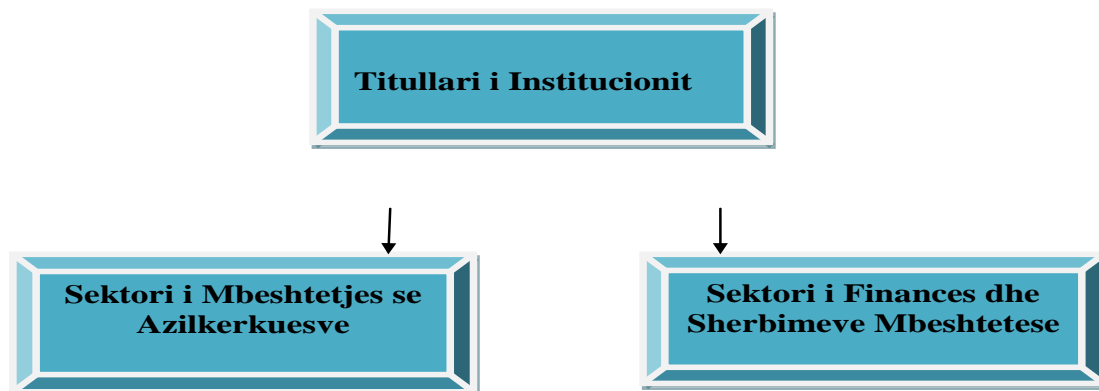 Titullari i Institucionit
Sektori i Mbeshtetjes se
Azilkerkuesve
Sektori i Finances dhe
Sherbimeve Mbeshtetese